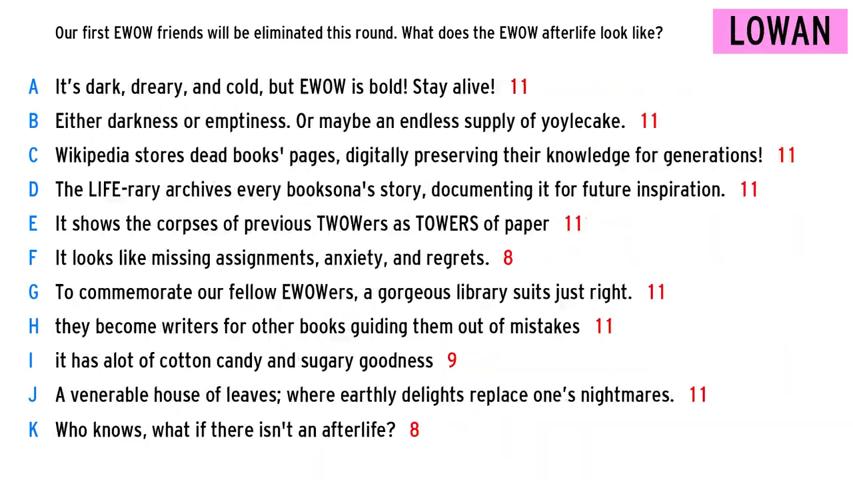 Our first EWOW friends will be eliminated this round. What does the EWOW afterlife look like?
LOWAN
A It's dark, dreary, and cold, but EWOW is bold! Stay alive! 11
B Either darkness or emptiness. Or maybe an endless supply of yoylecake. 11
C Wikipedia stores dead books' pages, digitally preserving their knowledge for generations! 11
D The LIFE-rary archives every booksona's story, documenting it for future inspiration. 11
E It shows the corpses of previous TWOWers as TOWERS of paper 11
F It looks like missing assignments, anxiety, and regrets. 8
G To commemorate our fellow EWOWers, a gorgeous library suits just right. 11
H they become writers for other books guiding them out of mistakes 11
I it has alot of cotton candy and sugary goodness 9
J A venerable house of leaves; where earthly delights replace one’s nightmares. 11
K Who knows, what if there isn't an afterlife? 8